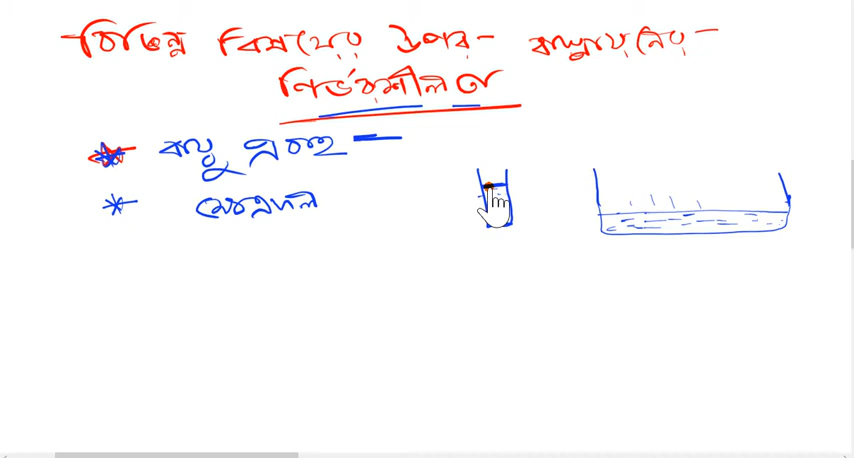 বিভিন্ন বিষয়ের উপর বাষ্পায়নের
নির্ভরশীলতা
* বায়ু প্রবাহ
* ক্ষেত্রফল